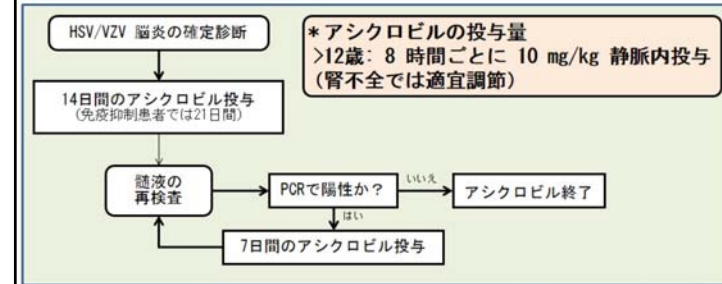 HSV/VZV 脳炎の確定診断
*アシクロビルの投与量
>12歳: 8 時間ごとに 10 mg/kg 静脈内投与
(腎不全では適宜調節)
14日間のアシクロビル投与
(免疫抑制患者では21日間)
髄液の
再検査
PCRで陽性か?
いいえ
アシクロビル終了
はい
7日間のアシクロビル投与